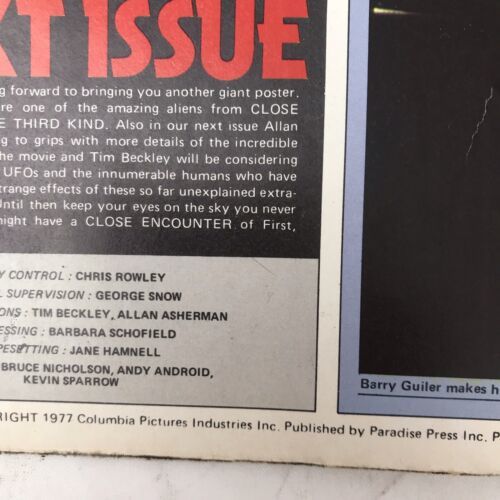 XT ISSUE
g forward to bringing you another giant poster.
re one of the amazing aliens from CLOSE
E THIRD KIND. Also in our next issue Allan
ng to grips with more details of the incredible
he movie and Tim Beckley will be considering
UFOs and the innumerable humans who have
trange effects of these so far unexplained extra-
Until then keep your eyes on the sky you never
night have a CLOSE ENCOUNTER of First,
Y CONTROL : CHRIS ROWLEY
L SUPERVISION : GEORGE SNOW
ONS : TIM BECKLEY, ALLAN ASHERMAN
ESSING : BARBARA SCHOFIELD
PESETTING : JANE HAMNELL
BRUCE NICHOLSON, ANDY ANDROID,
KEVIN SPARROW
Barry Guiler makes h
RIGHT 1977 Columbia Pictures Industries Inc. Published by Paradise Press Inc. P